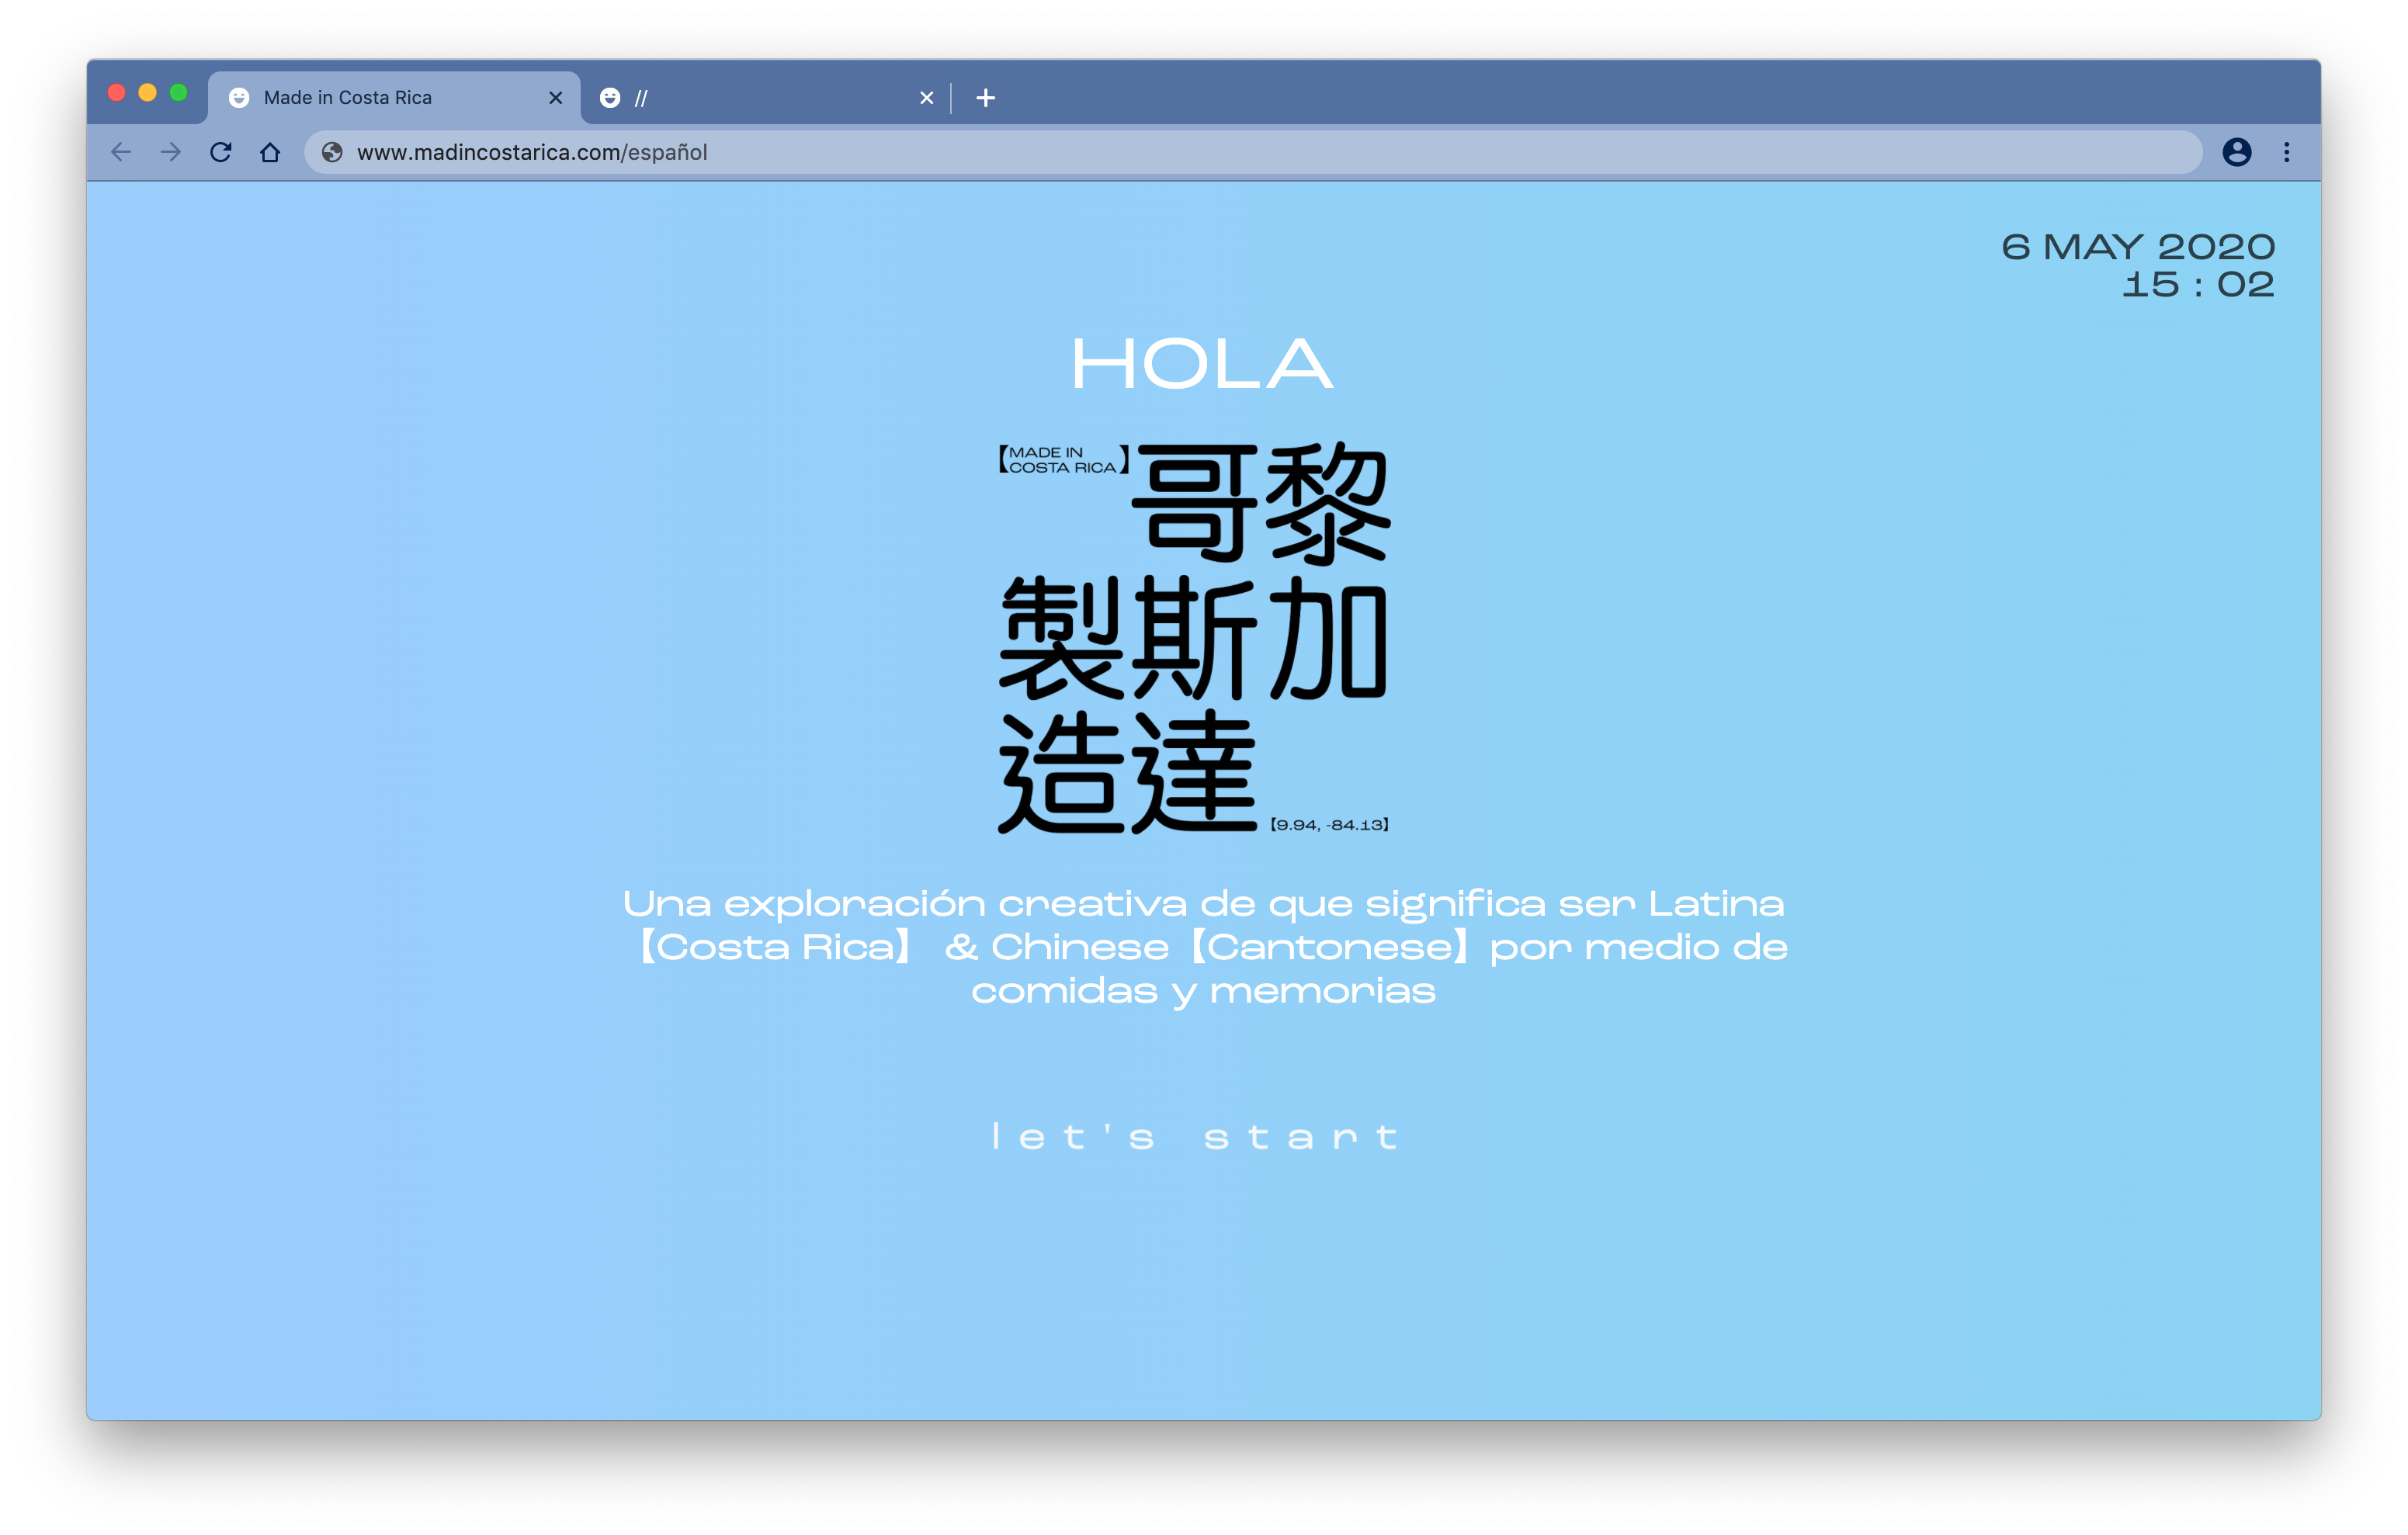 Made in Costa Rica
//
www.madincostarica.com/español
6 MAY 2020
15 : 02
HOLA
【MADE IN
COSTA RICA】
哥黎
製斯加
造達
【9.94, -84.13】
Una exploración creativa de que significa ser Latina
【Costa Rica】 & Chinese【Cantonese】por medio de
comidas y memorias
let's start